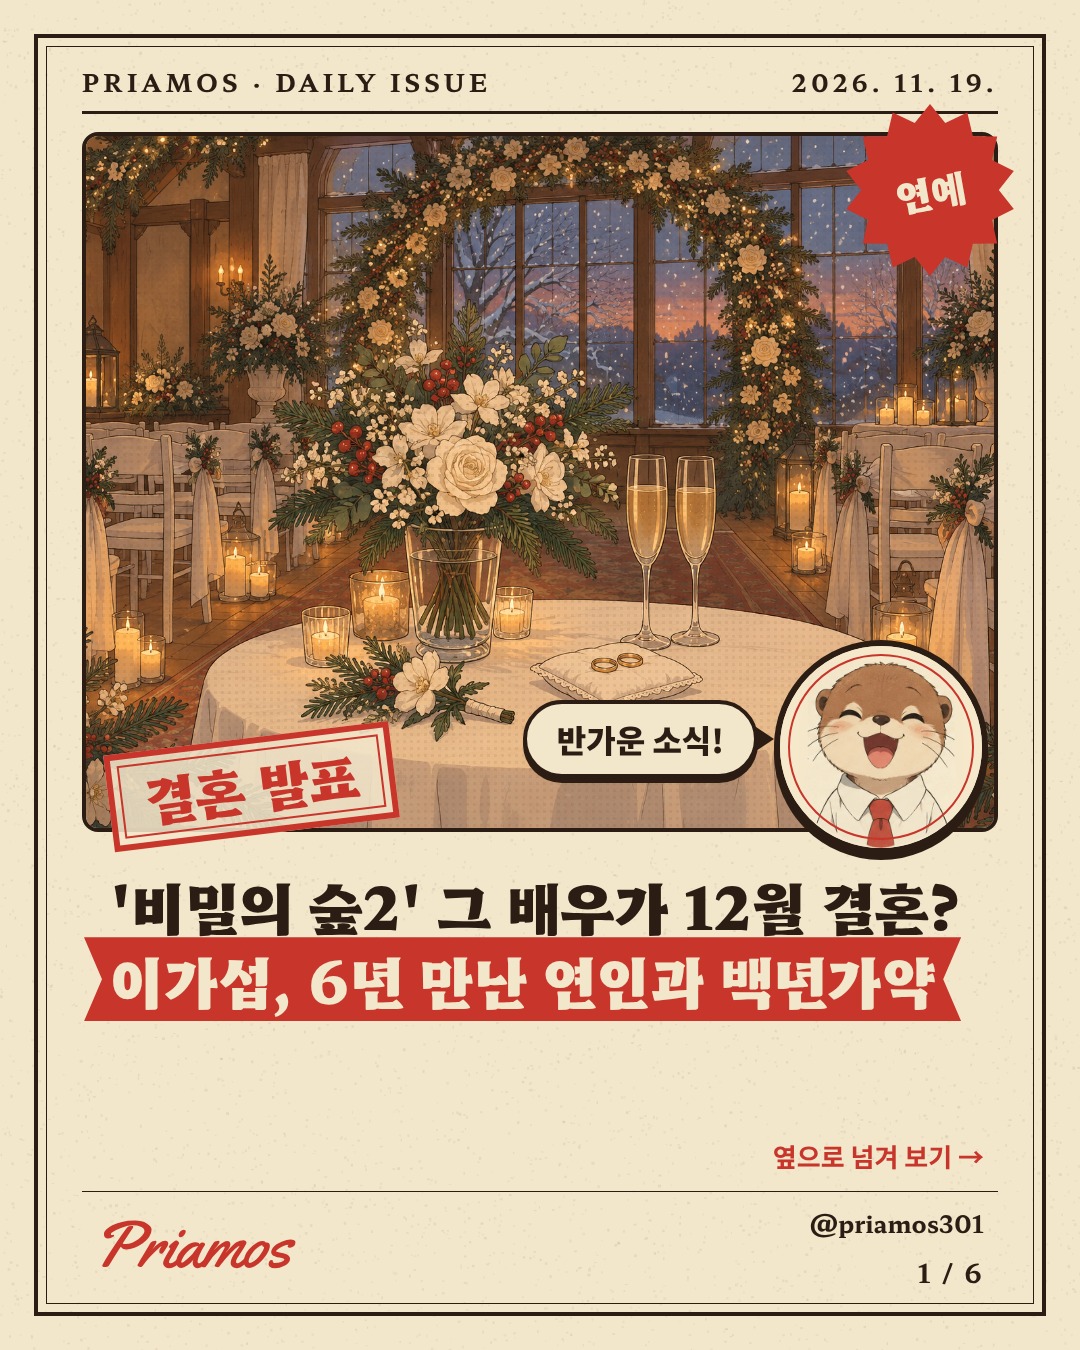 PRIAMOS · DAILY ISSUE
2026. 11. 19.
연예
반가운 소식!
결혼 발표
'비밀의 숲2' 그 배우가 12월 결혼?
이가섭, 6년 만난 연인과 백년가약
옆으로 넘겨 보기 →
Priamos
@priamos301
1 / 6